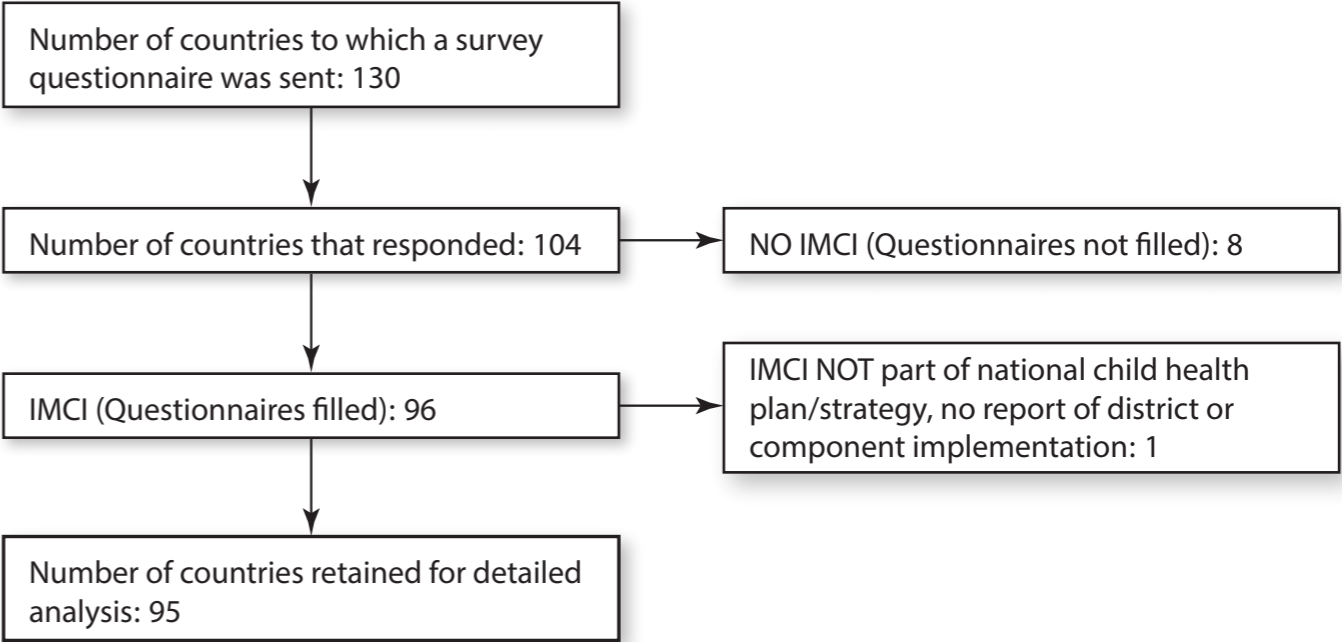 Number of countries to which a survey
questionnaire was sent: 130
Number of countries that responded: 104
NO IMCI (Questionnaires not filled): 8
IMCI (Questionnaires filled): 96
IMCI NOT part of national child health
plan/strategy, no report of district or
component implementation: 1
Number of countries retained for detailed
analysis: 95